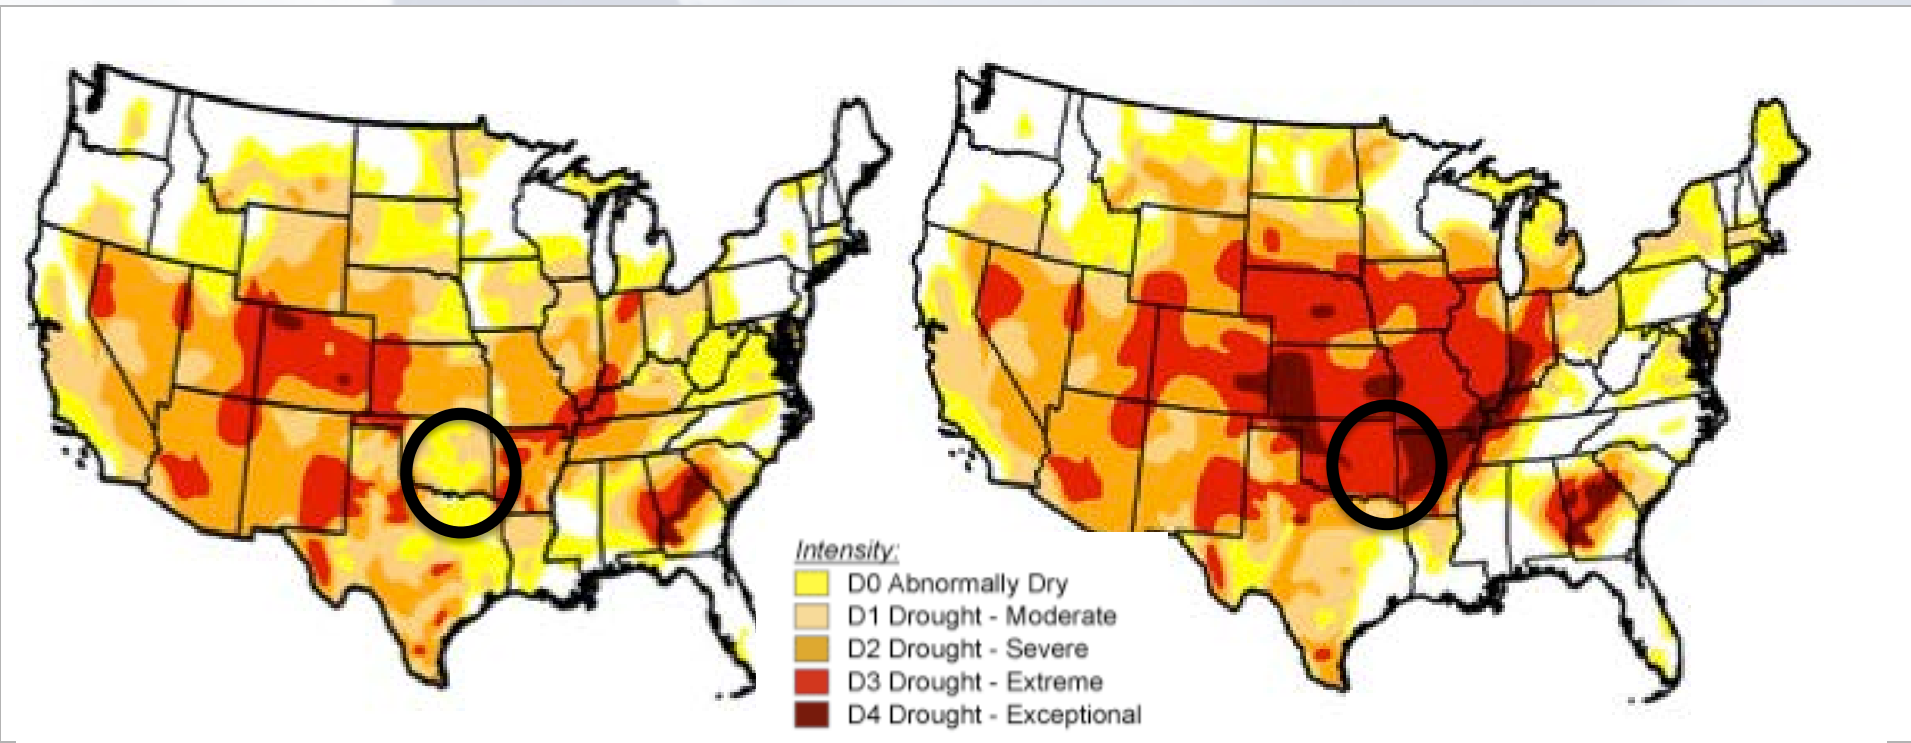 Intensity:
D0 Abnormally Dry
D1 Drought - Moderate
D2 Drought - Severe
D3 Drought - Extreme
D4 Drought - Exceptional